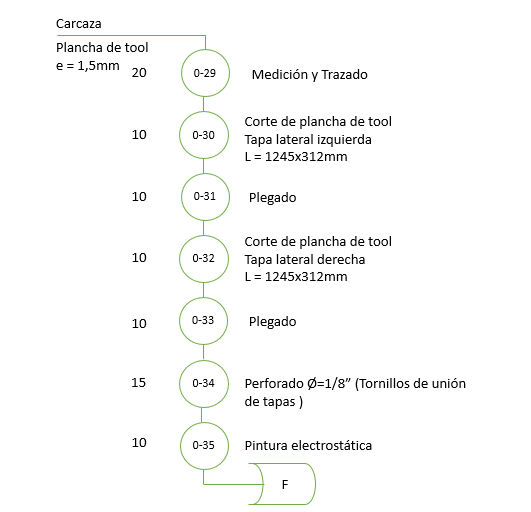 Carcaza
Plancha de tool
e = 1,5mm
20 0-29 Medición y Trazado
10 0-30 Corte de plancha de tool
Tapa lateral izquierda
L = 1245x312mm
10 0-31 Plegado
10 0-32 Corte de plancha de tool
Tapa lateral derecha
L = 1245x312mm
10 0-33 Plegado
15 0-34 Perforado Ø=1/8” (Tornillos de unión
de tapas )
10 0-35 Pintura electrostática
F